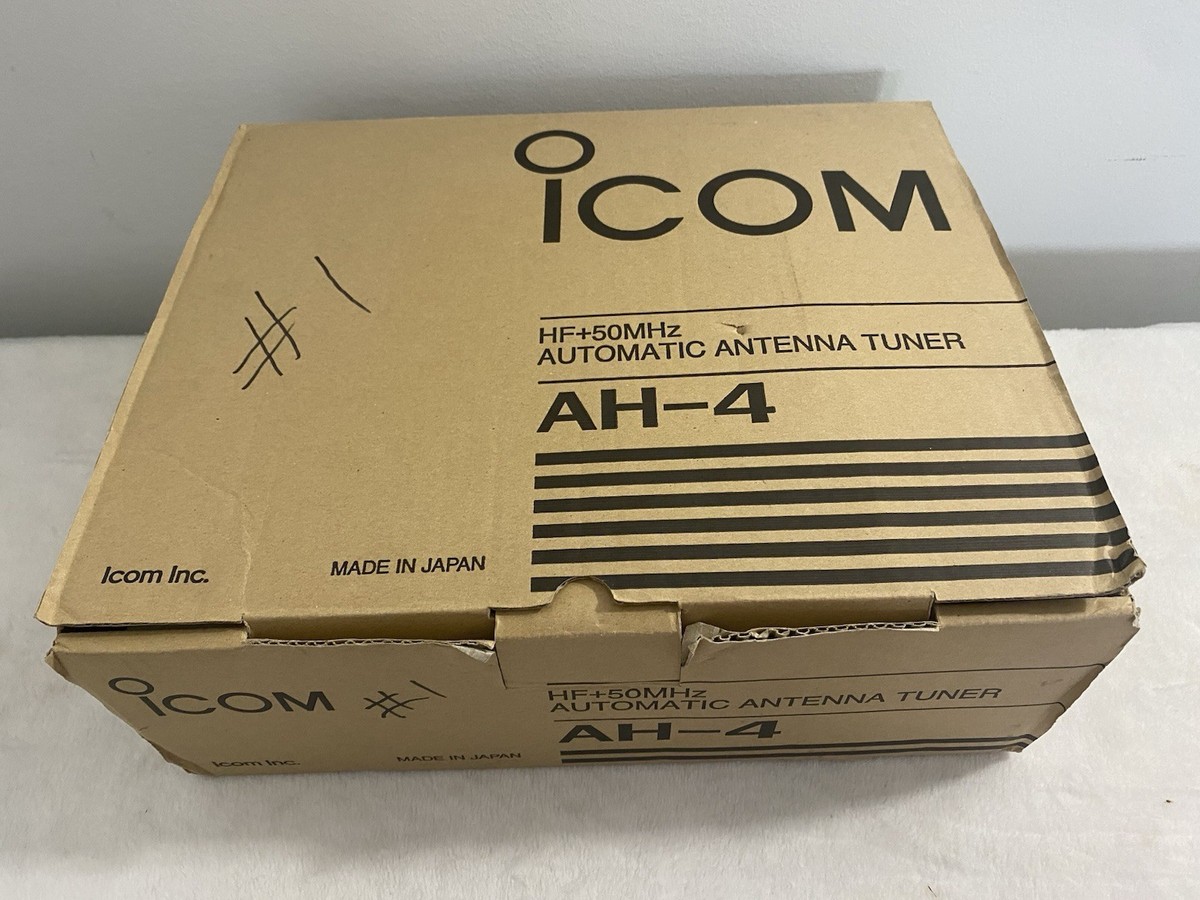 ICOM
# 1
HF+50MHz
AUTOMATIC ANTENNA TUNER
AH-4
Icom Inc.
MADE IN JAPAN
ICOM
#1
HF+50MHz
AUTOMATIC ANTENNA TUNER
AH-4
Icom Inc.
MADE IN JAPAN